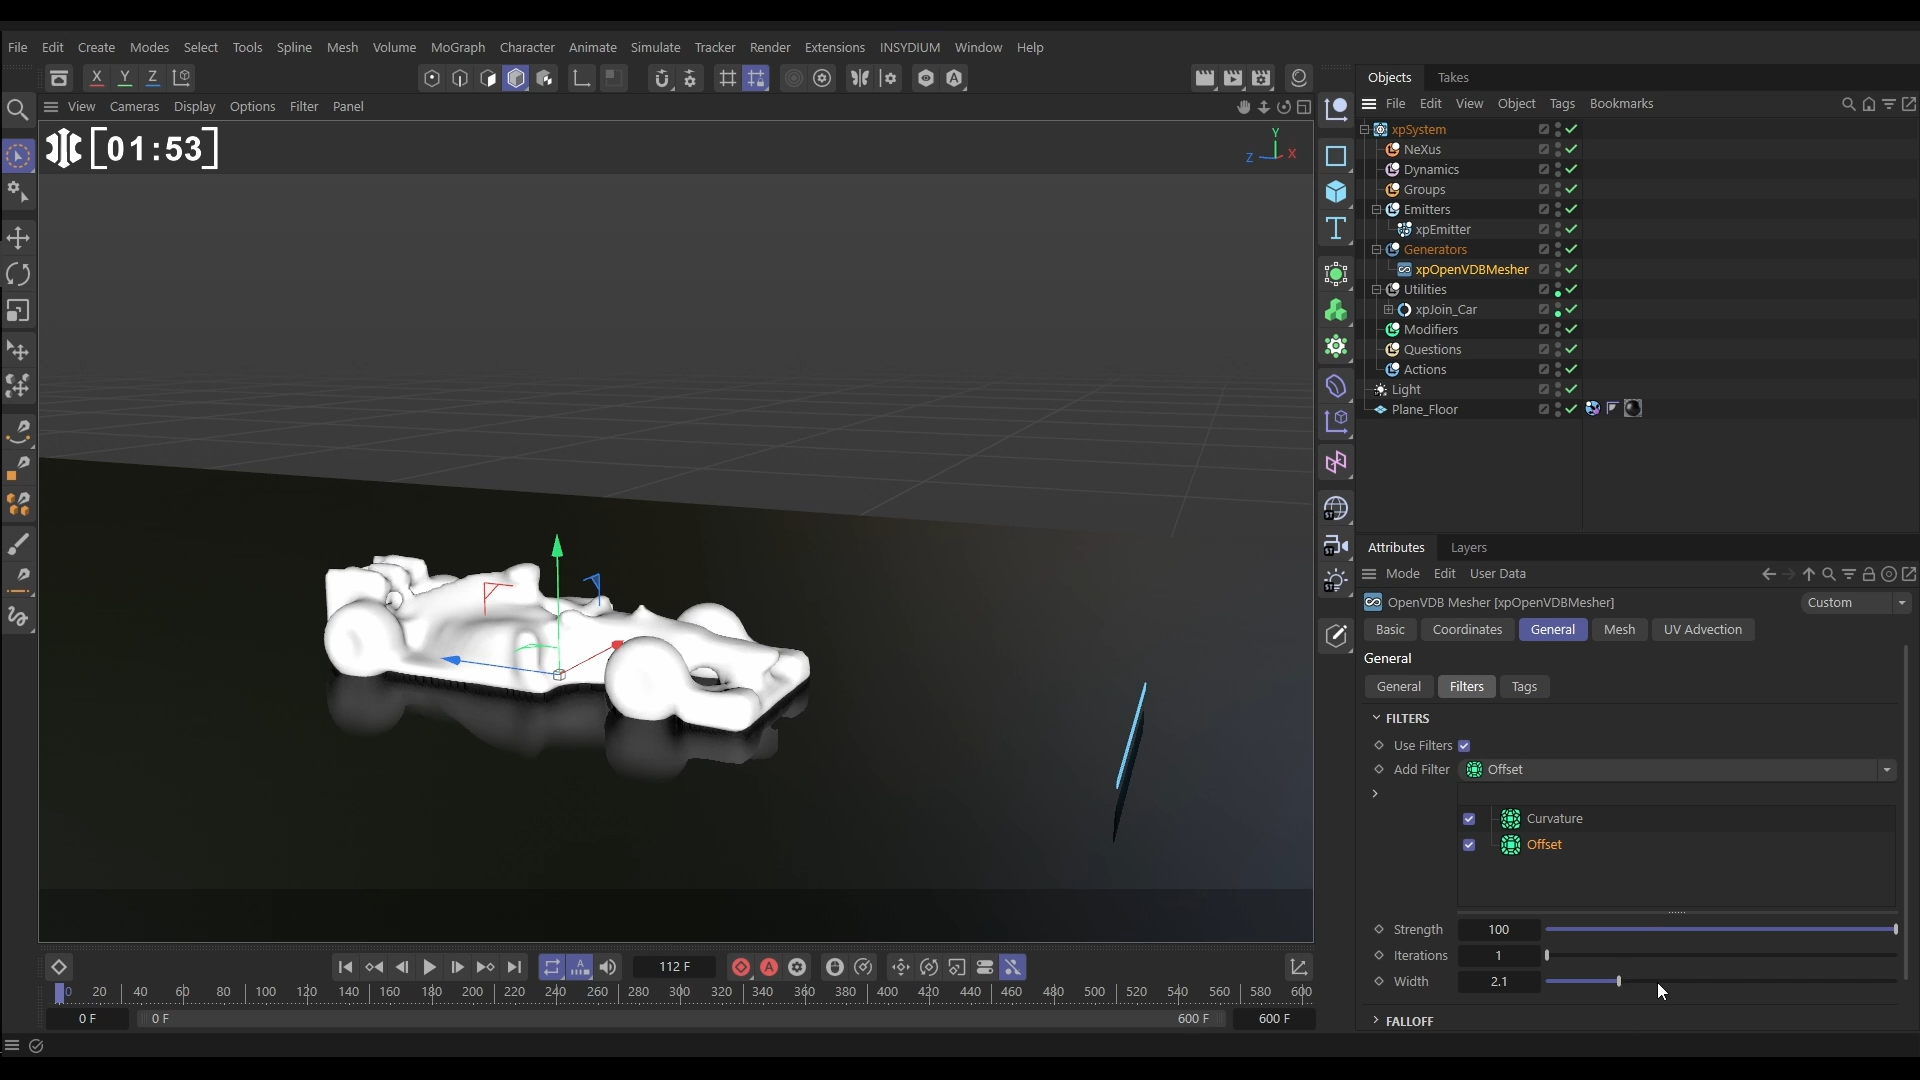 File Edit Create Modes Select Tools Spline Mesh Volume MoGraph Character Animate Simulate Tracker Render Extensions INSYDIUM Window Help
X Y Z
View Cameras Display Options Filter Panel
[01:53]
Y
Z X
Objects Takes
File Edit View Object Tags Bookmarks
xpSystem
NeXus
Dynamics
Groups
Emitters
xpEmitter
Generators
xpOpenVDBMesher
Utilities
xpJoin_Car
Modifiers
Questions
Actions
Light
Plane_Floor
Attributes Layers
Mode Edit User Data
OpenVDB Mesher [xpOpenVDBMesher] Custom
Basic Coordinates General Mesh UV Advection
General
General Filters Tags
FILTERS
Use Filters
Add Filter Offset
Curvature
Offset
Strength 100
Iterations 1
Width 2.1
FALLOFF
112 F
0 20 40 60 80 100 120 140 160 180 200 220 240 260 280 300 320 340 360 380 400 420 440 460 480 500 520 540 560 580 600
0 F 0 F 600 F 600 F